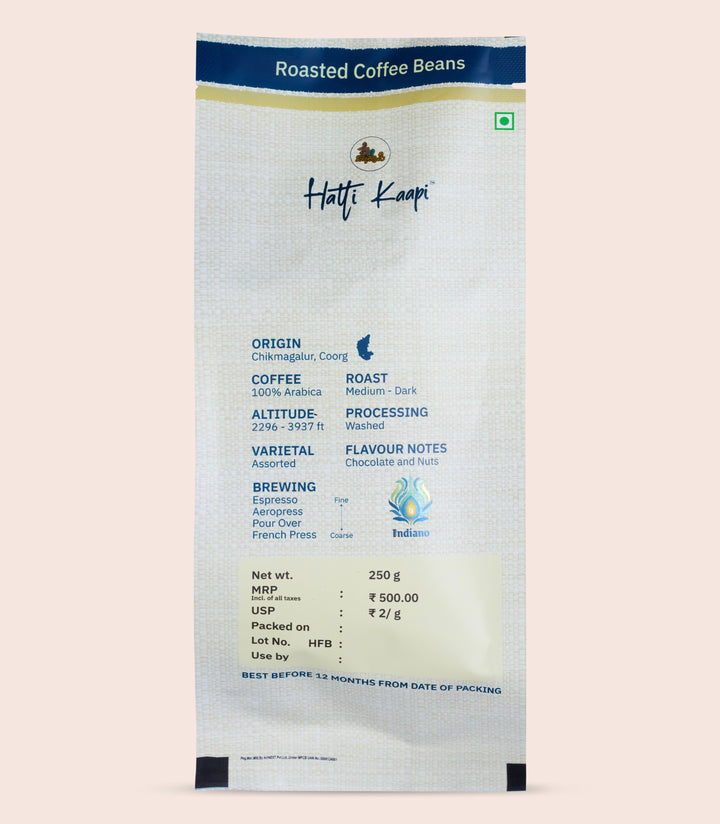 Roasted Coffee Beans
Hatti Kaapi™
ORIGIN
Chikmagalur, Coorg
COFFEE ROAST
100% Arabica Medium - Dark
ALTITUDE- PROCESSING
2296 - 3937 ft Washed
VARIETAL FLAVOUR NOTES
Assorted Chocolate and Nuts
BREWING
Espresso Fine
Aeropress
Pour Over
French Press Coarse
Indiano
Net wt. 250 g
MRP : ₹ 500.00
Incl. of all taxes
USP : ₹ 2/ g
Packed on :
Lot No. HFB :
Use by :
BEST BEFORE 12 MONTHS FROM DATE OF PACKING